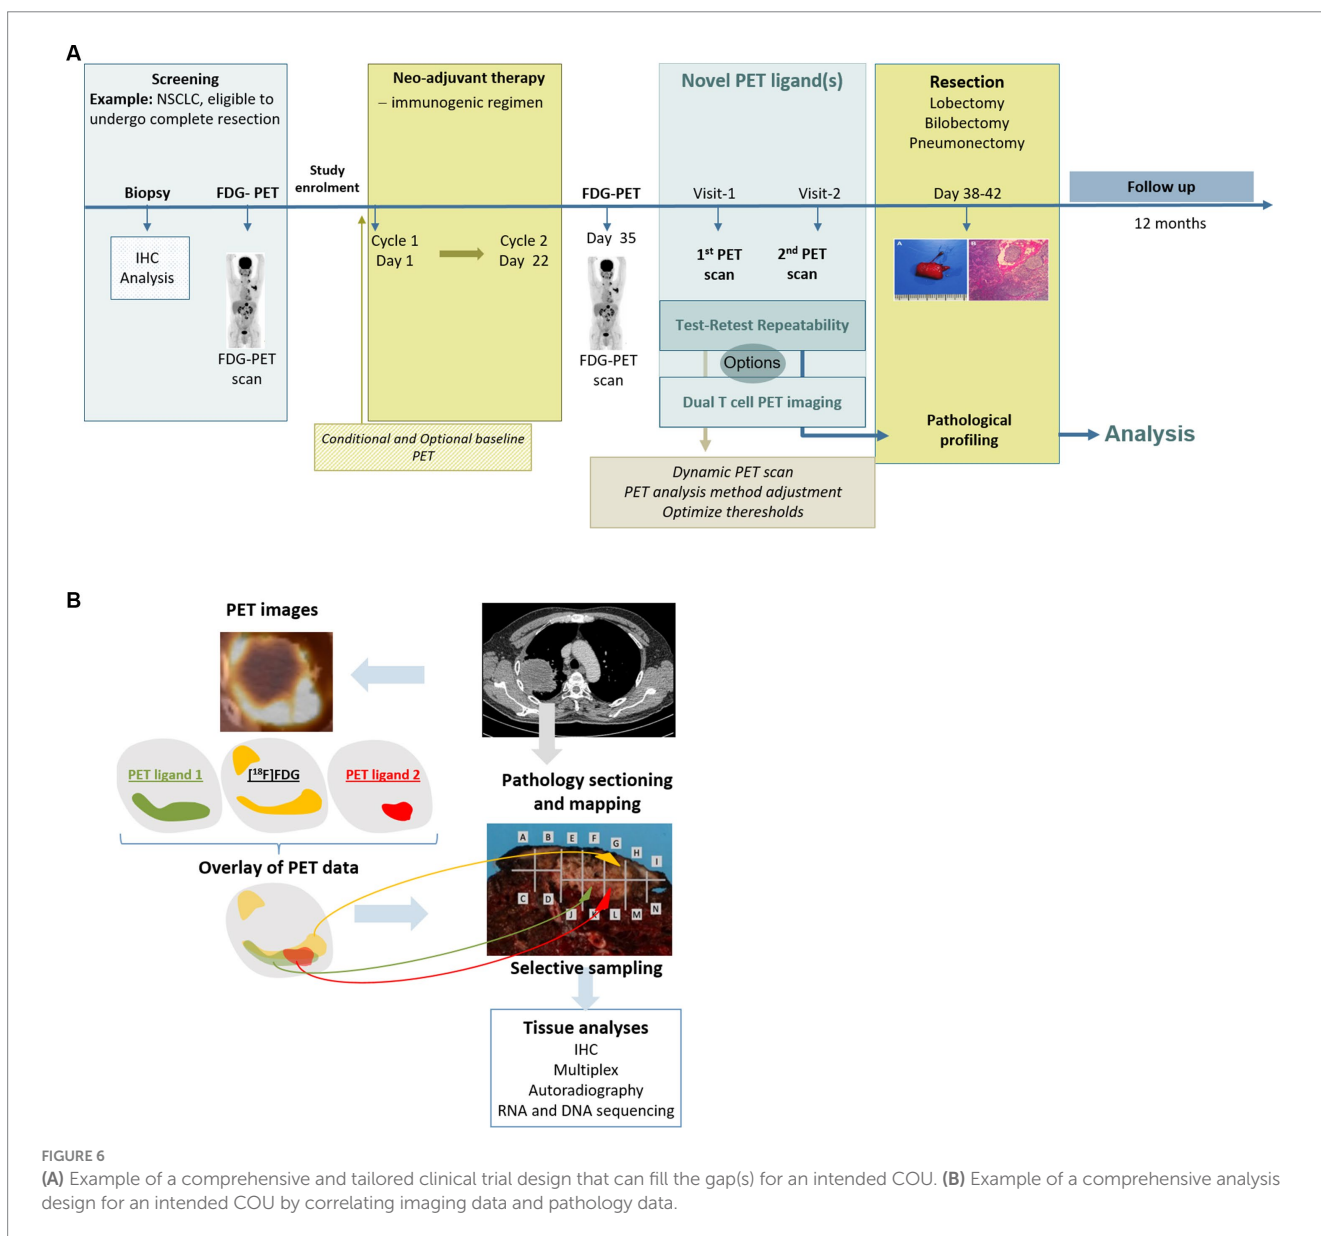 A
Screening
Example: NSCLC, eligible to
undergo complete resection
Biopsy
FDG- PET
IHC
Analysis
FDG-PET
scan
Study
enrolment
Neo-adjuvant therapy
– immunogenic regimen
Cycle 1
Day 1
Cycle 2
Day 22
Conditional and Optional baseline
PET
FDG-PET
Day 35
FDG-PET
scan
Novel PET ligand(s)
Visit-1
Visit-2
1st PET
scan
2nd PET
scan
Test-Retest Repeatability
Options
Dual T cell PET imaging
Dynamic PET scan
PET analysis method adjustment
Optimize theresholds
Resection
Lobectomy
Bilobectomy
Pneumonectomy
Day 38-42
A
B
Pathological
profiling
Analysis
Follow up
12 months
B
PET images
PET ligand 1
[18F]FDG
PET ligand 2
Overlay of PET data
Pathology sectioning
and mapping
A B E F G H I
C D J K L M N
Selective sampling
Tissue analyses
IHC
Multiplex
Autoradiography
RNA and DNA sequencing
FIGURE 6
(A) Example of a comprehensive and tailored clinical trial design that can fill the gap(s) for an intended COU. (B) Example of a comprehensive analysis
design for an intended COU by correlating imaging data and pathology data.